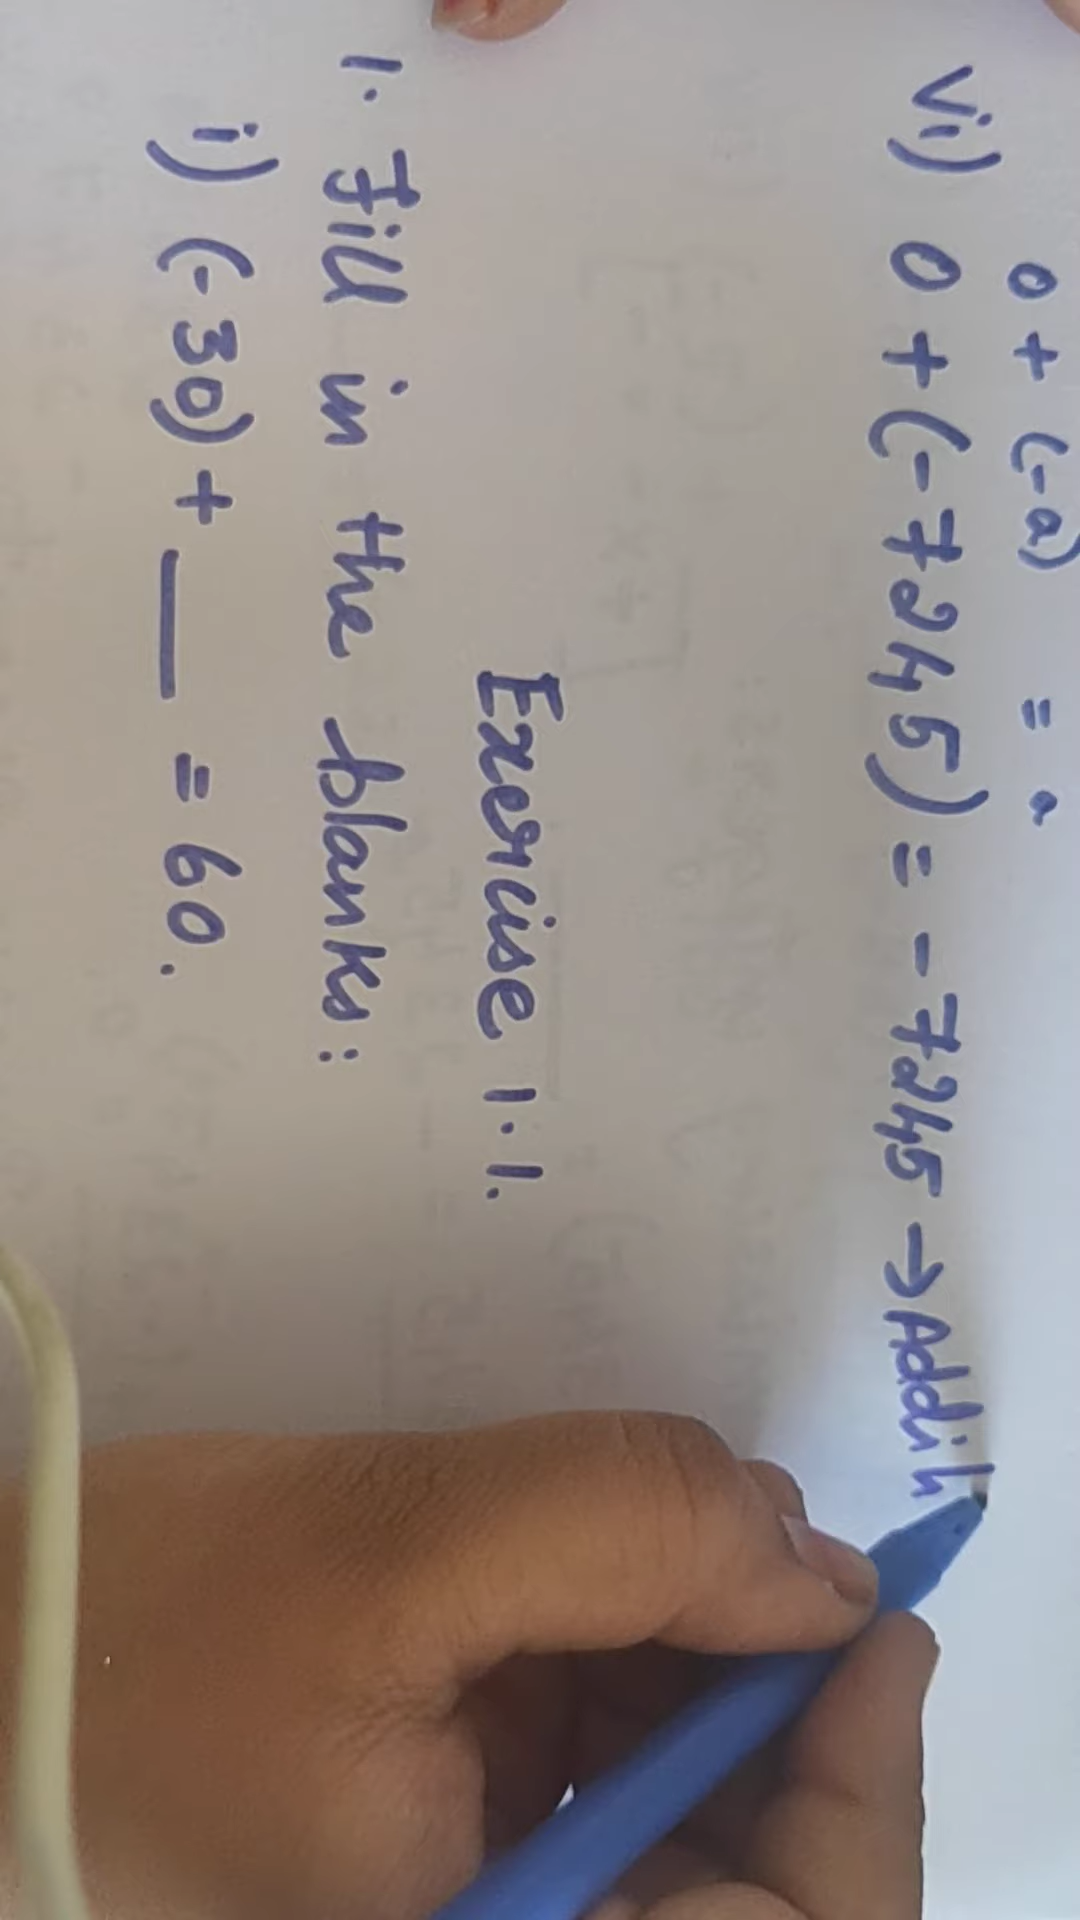 0 + (-a) = a
vi) 0 + (-7245) = - 7245 → Additi
Exercise 1.1.
1. Fill in the blanks:
i) (-30) + ___ = 60.